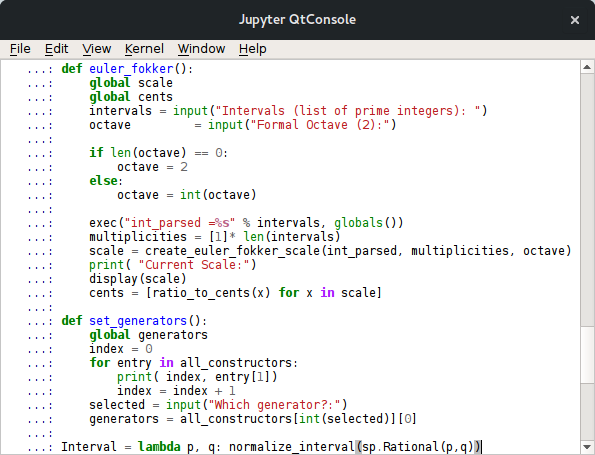 Jupyter QtConsole
File Edit View Kernel Window Help
...: def euler_fokker():
...:     global scale
...:     global cents
...:     intervals = input("Intervals (list of prime integers): ")
...:     octave         = input("Formal Octave (2):")
...:
...:     if len(octave) == 0:
...:         octave = 2
...:     else:
...:         octave = int(octave)
...:
...:     exec("int_parsed =%s" % intervals, globals())
...:     multiplicities = [1]* len(intervals)
...:     scale = create_euler_fokker_scale(int_parsed, multiplicities, octave)
...:     print( "Current Scale:")
...:     display(scale)
...:     cents = [ratio_to_cents(x) for x in scale]
...:
...: def set_generators():
...:     global generators
...:     index = 0
...:     for entry in all_constructors:
...:         print( index, entry[1])
...:         index = index + 1
...:     selected = input("Which generator?:")
...:     generators = all_constructors[int(selected)][0]
...:
...: Interval = lambda p, q: normalize_interval(sp.Rational(p,q))